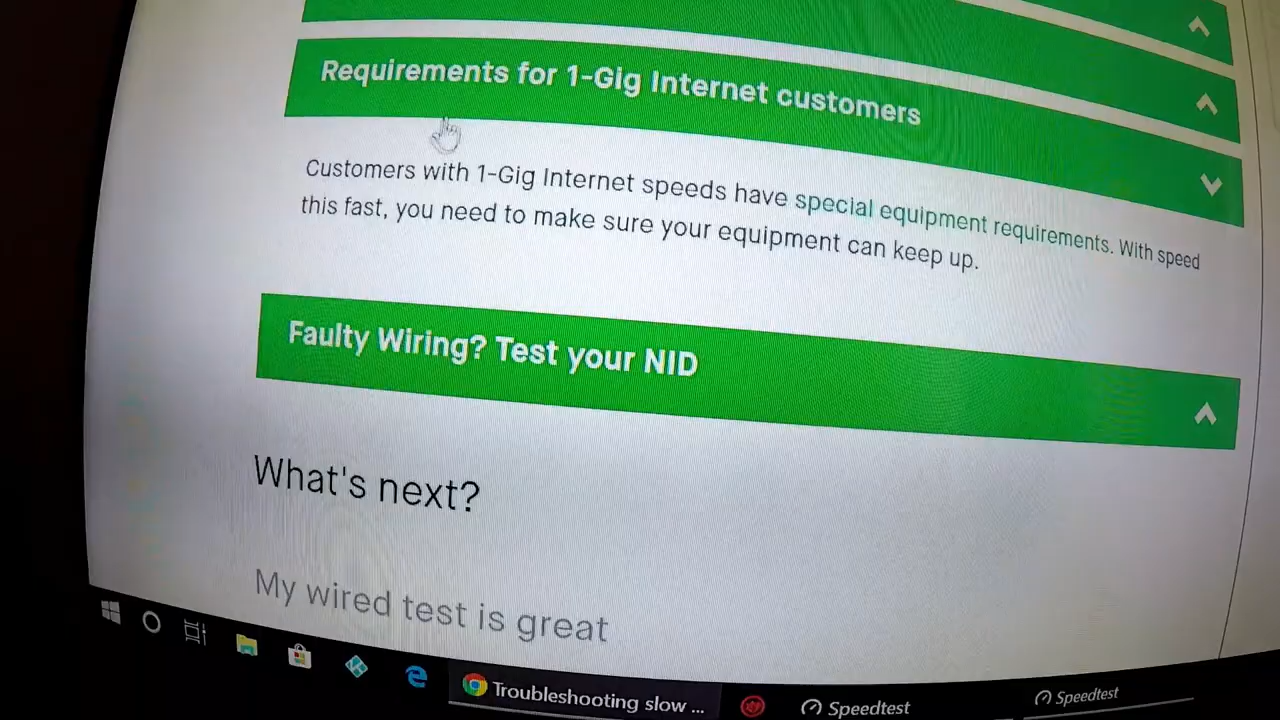 Requirements for 1-Gig Internet customers
Customers with 1-Gig Internet speeds have special equipment requirements. With speed
this fast, you need to make sure your equipment can keep up.
Faulty Wiring? Test your NID
What's next?
My wired test is great
Troubleshooting slow ...
Speedtest
Speedtest